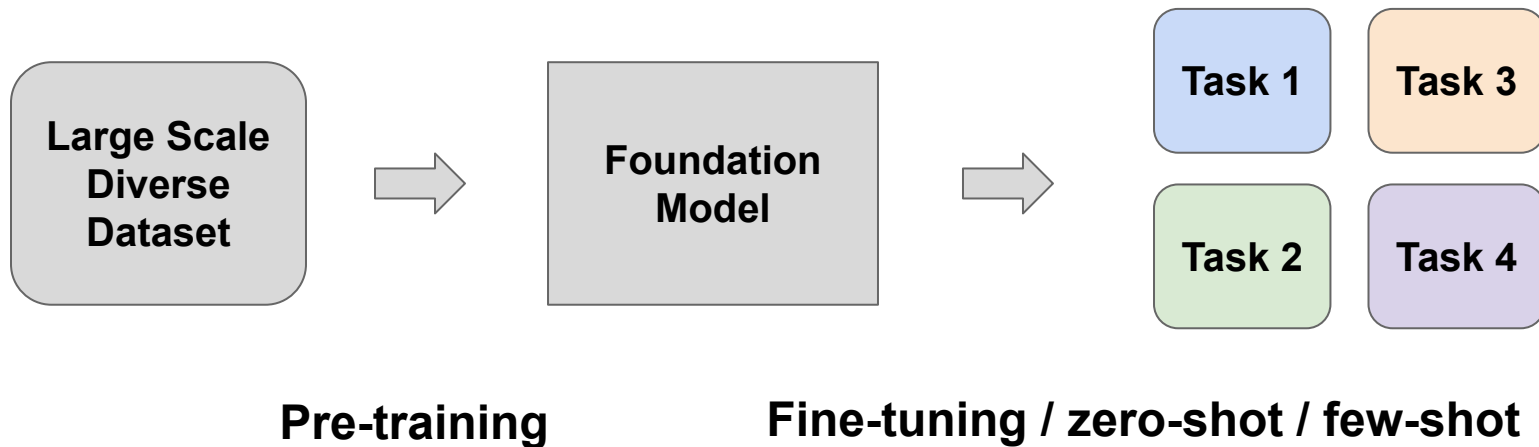 Large Scale
Diverse
Dataset
Foundation
Model
Task 1
Task 3
Task 2
Task 4
Pre-training
Fine-tuning / zero-shot / few-shot